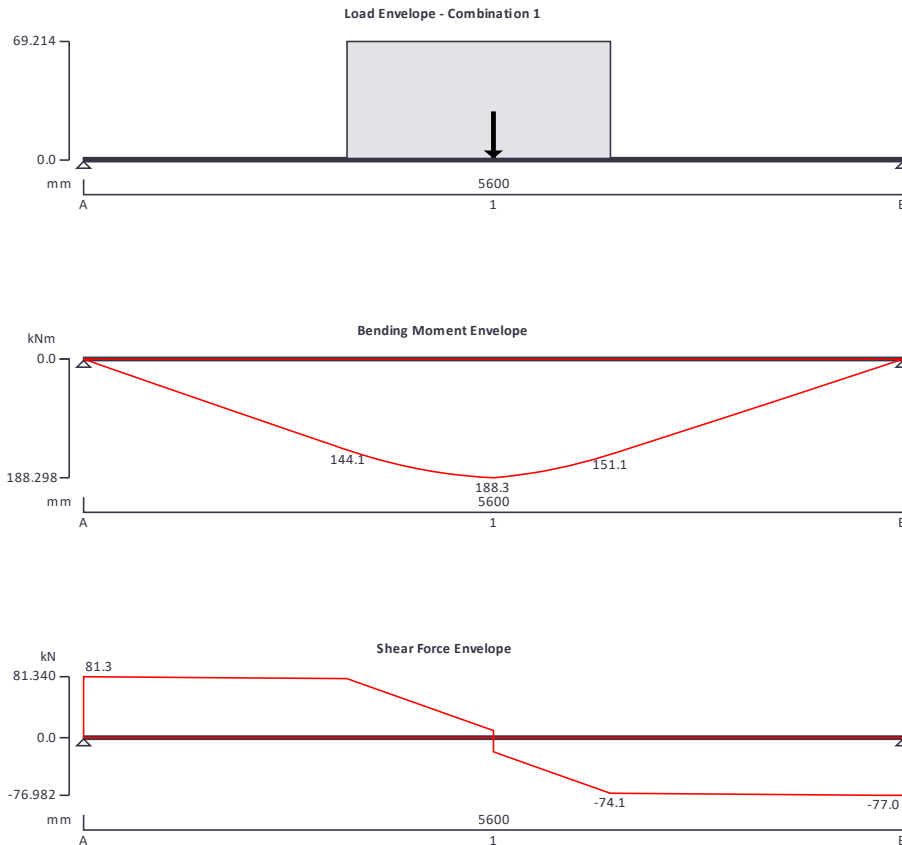 Load Envelope - Combination 1
69.214
0.0
mm
5600
A
1
B
Bending Moment Envelope
kNm
0.0
144.1
151.1
188.298
188.3
mm
5600
A
1
B
Shear Force Envelope
kN
81.3
81.340
0.0
-76.982
-74.1
-77.0
mm
5600
A
1
B